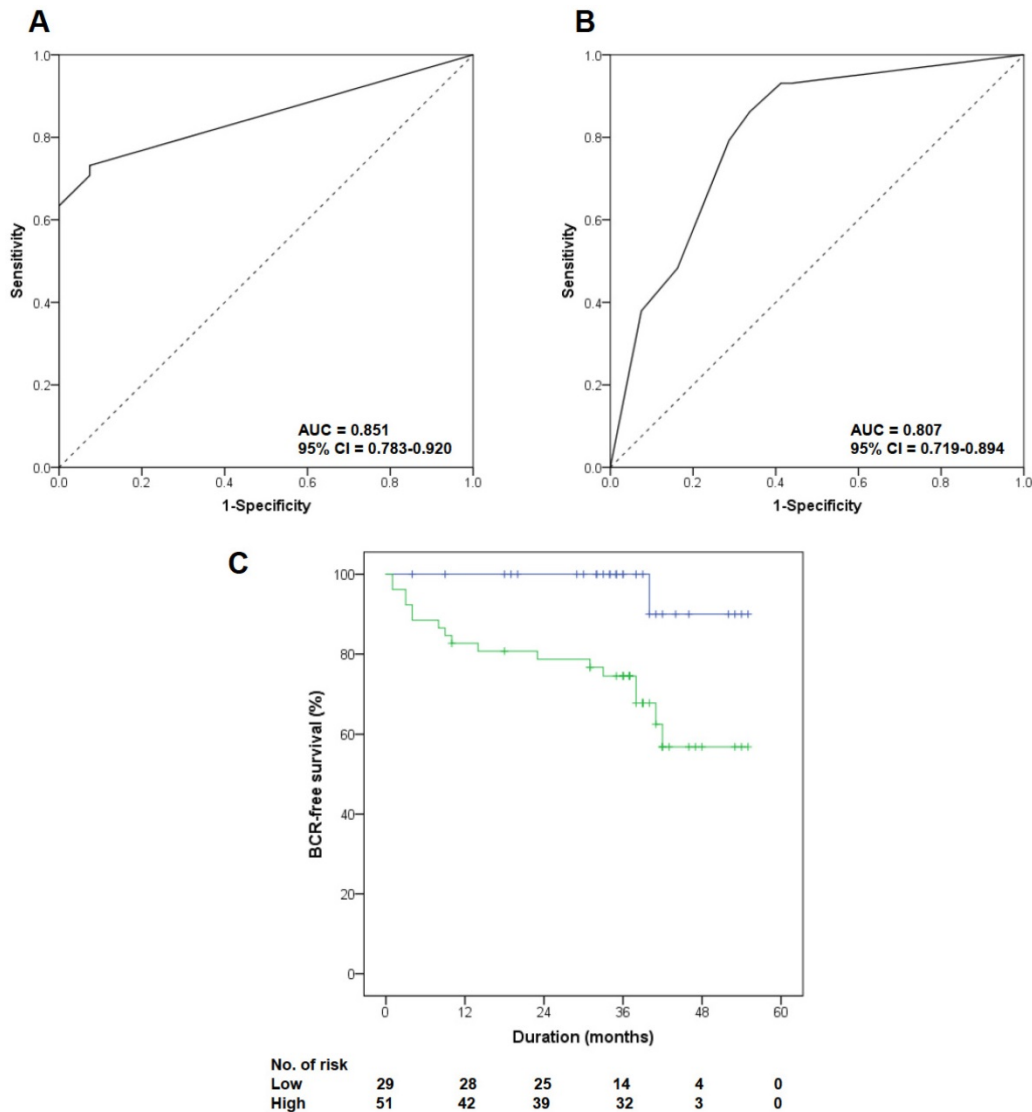 A
B
1.0
0.8
0.6
0.4
0.2
0.0
Sensitivity
0.0 0.2 0.4 0.6 0.8 1.0
1-Specificity
AUC = 0.851
95% CI = 0.783-0.920
1.0
0.8
0.6
0.4
0.2
0.0
Sensitivity
0.0 0.2 0.4 0.6 0.8 1.0
1-Specificity
AUC = 0.807
95% CI = 0.719-0.894
C
100
80
60
40
20
0
BCR-free survival (%)
0 12 24 36 48 60
Duration (months)
No. of risk
Low 29 28 25 14 4 0
High 51 42 39 32 3 0